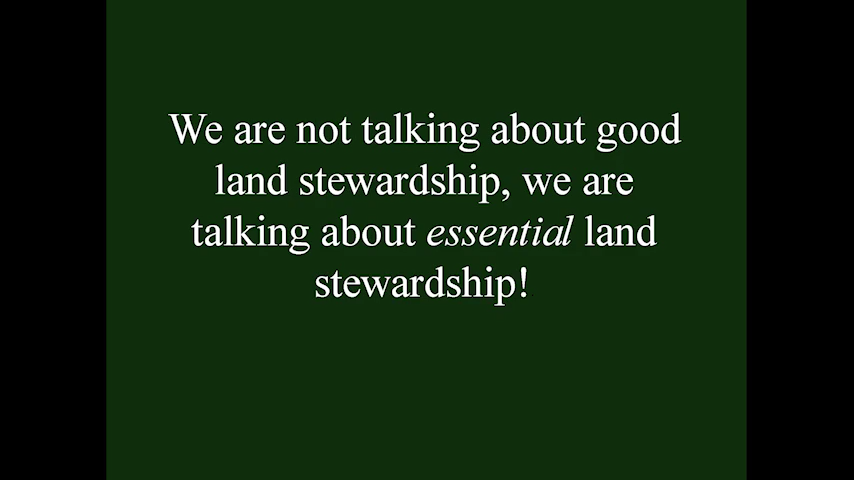 We are not talking about good
land stewardship, we are
talking about essential land
stewardship!